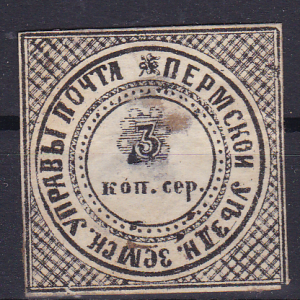 ПОЧТА ПЕРМСКОЙ УѢЗДН. ЗЕМСК. УПРАВЫ
3
КОП. СЕР.